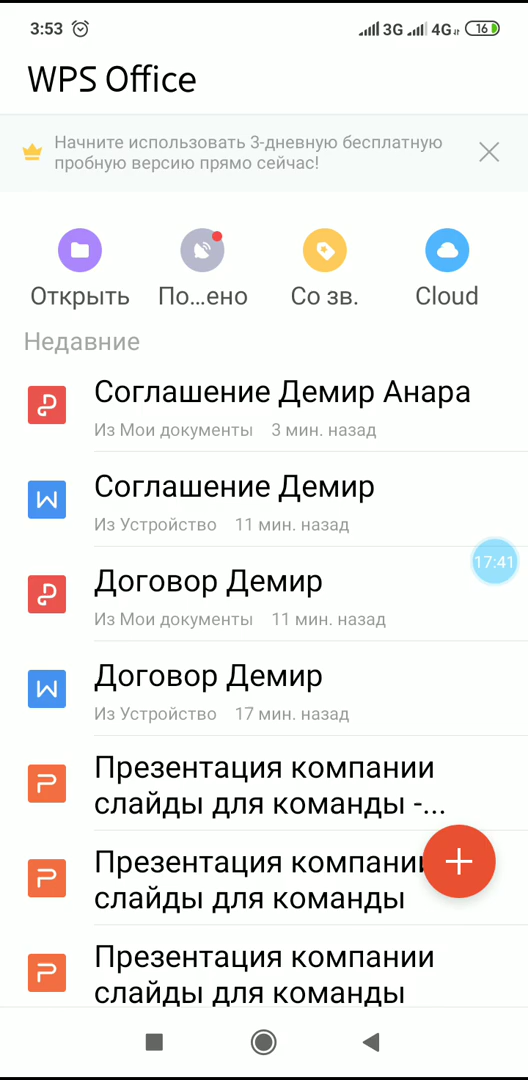 3:53 3G 4G 16
WPS Office
Начните использовать 3-дневную бесплатную
пробную версию прямо сейчас!
Открыть По...ено Со зв. Cloud
Недавние
Соглашение Демир Анара
Из Мои документы 3 мин. назад
Соглашение Демир
Из Устройство 11 мин. назад
17:41
Договор Демир
Из Мои документы 11 мин. назад
Договор Демир
Из Устройство 17 мин. назад
Презентация компании
слайды для команды -...
Презентация компании
слайды для команды
Презентация компании
слайды для команды